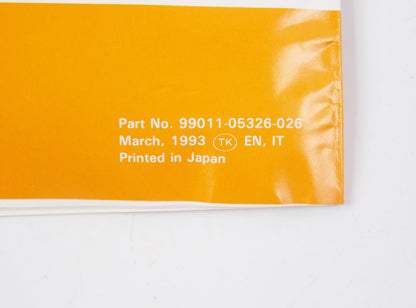 Part No. 99011-05326-026
March, 1993 TK EN, IT
Printed in Japan